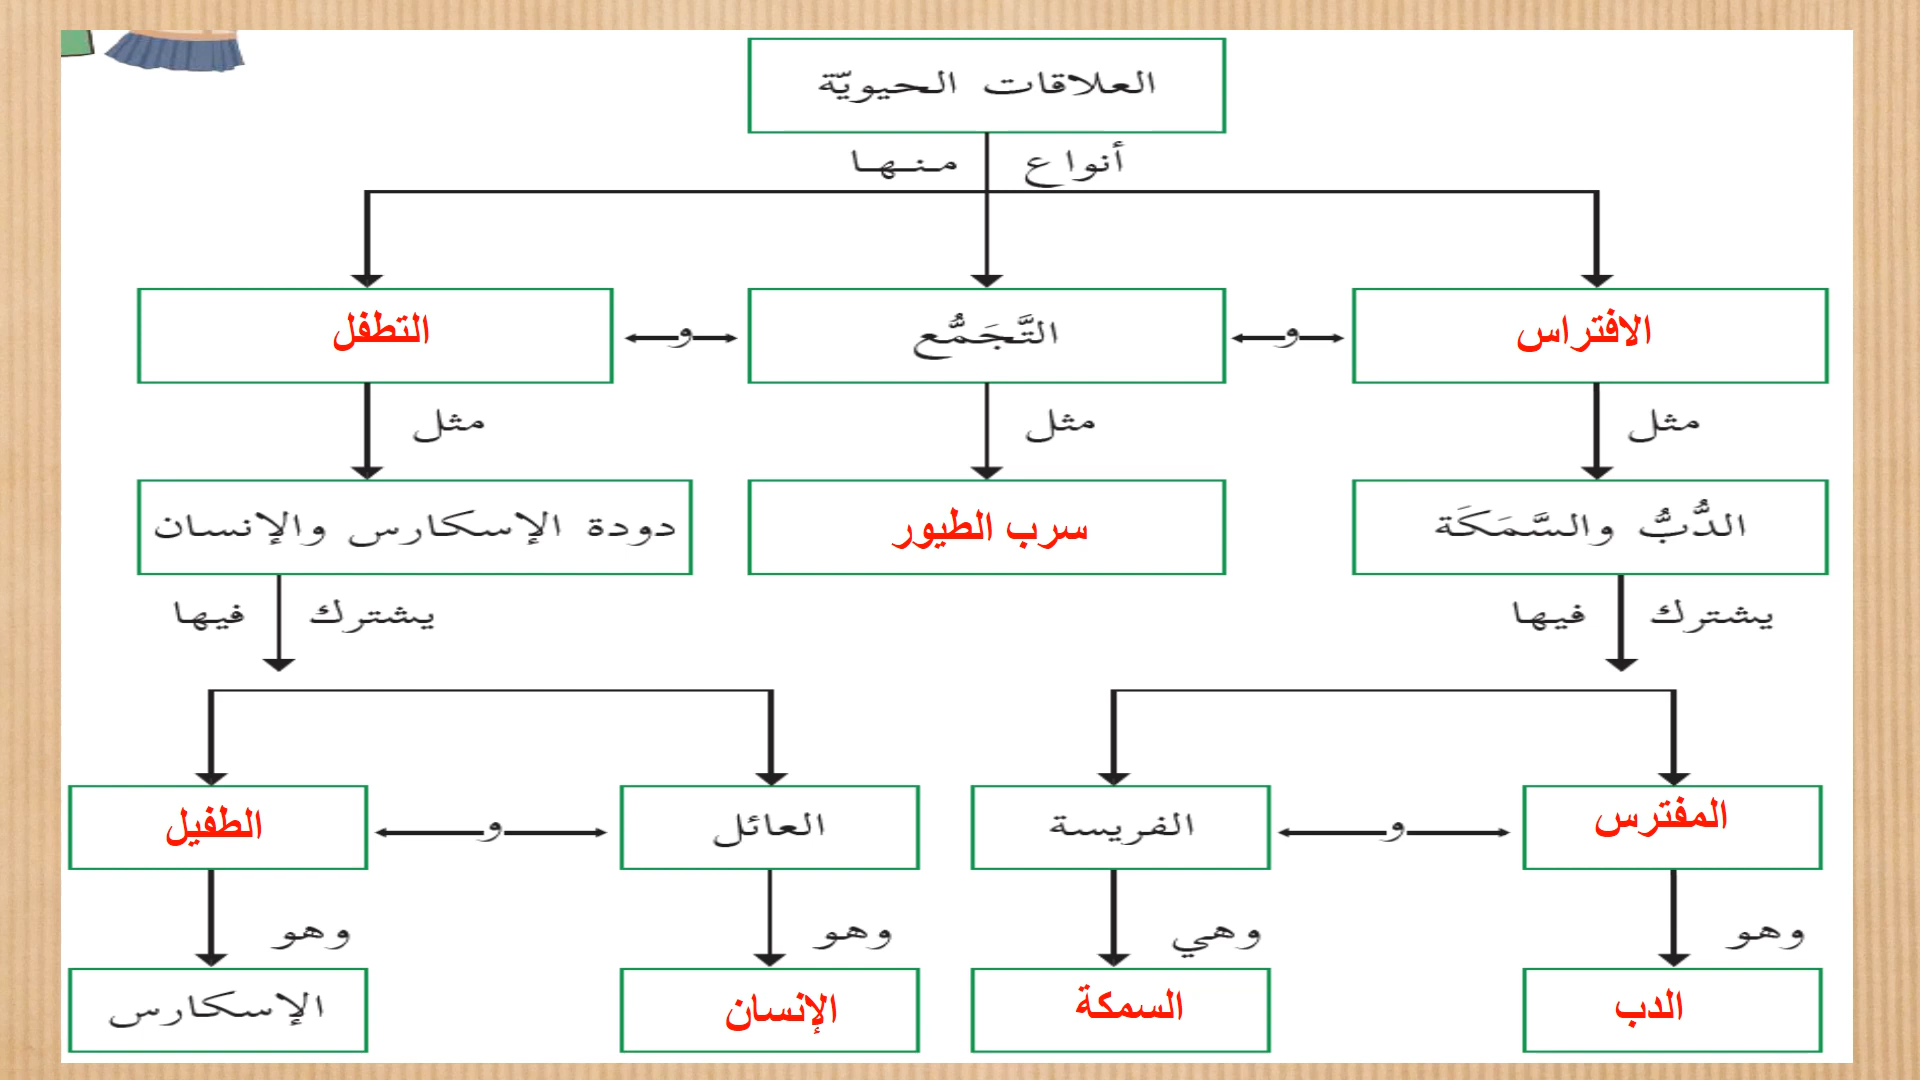 العلاقات الحيويّة
أنواع منها
الافتراس و التَّجَمُّع و التطفل
مثل مثل مثل
الدُّبُّ والسَّمَكَة سرب الطيور دودة الإسكارس والإنسان
يشترك فيها يشترك فيها
المفترس و الفريسة العائل و الطفيل
وهو وهي وهو وهو
الدب السمكة الإنسان الإسكارس